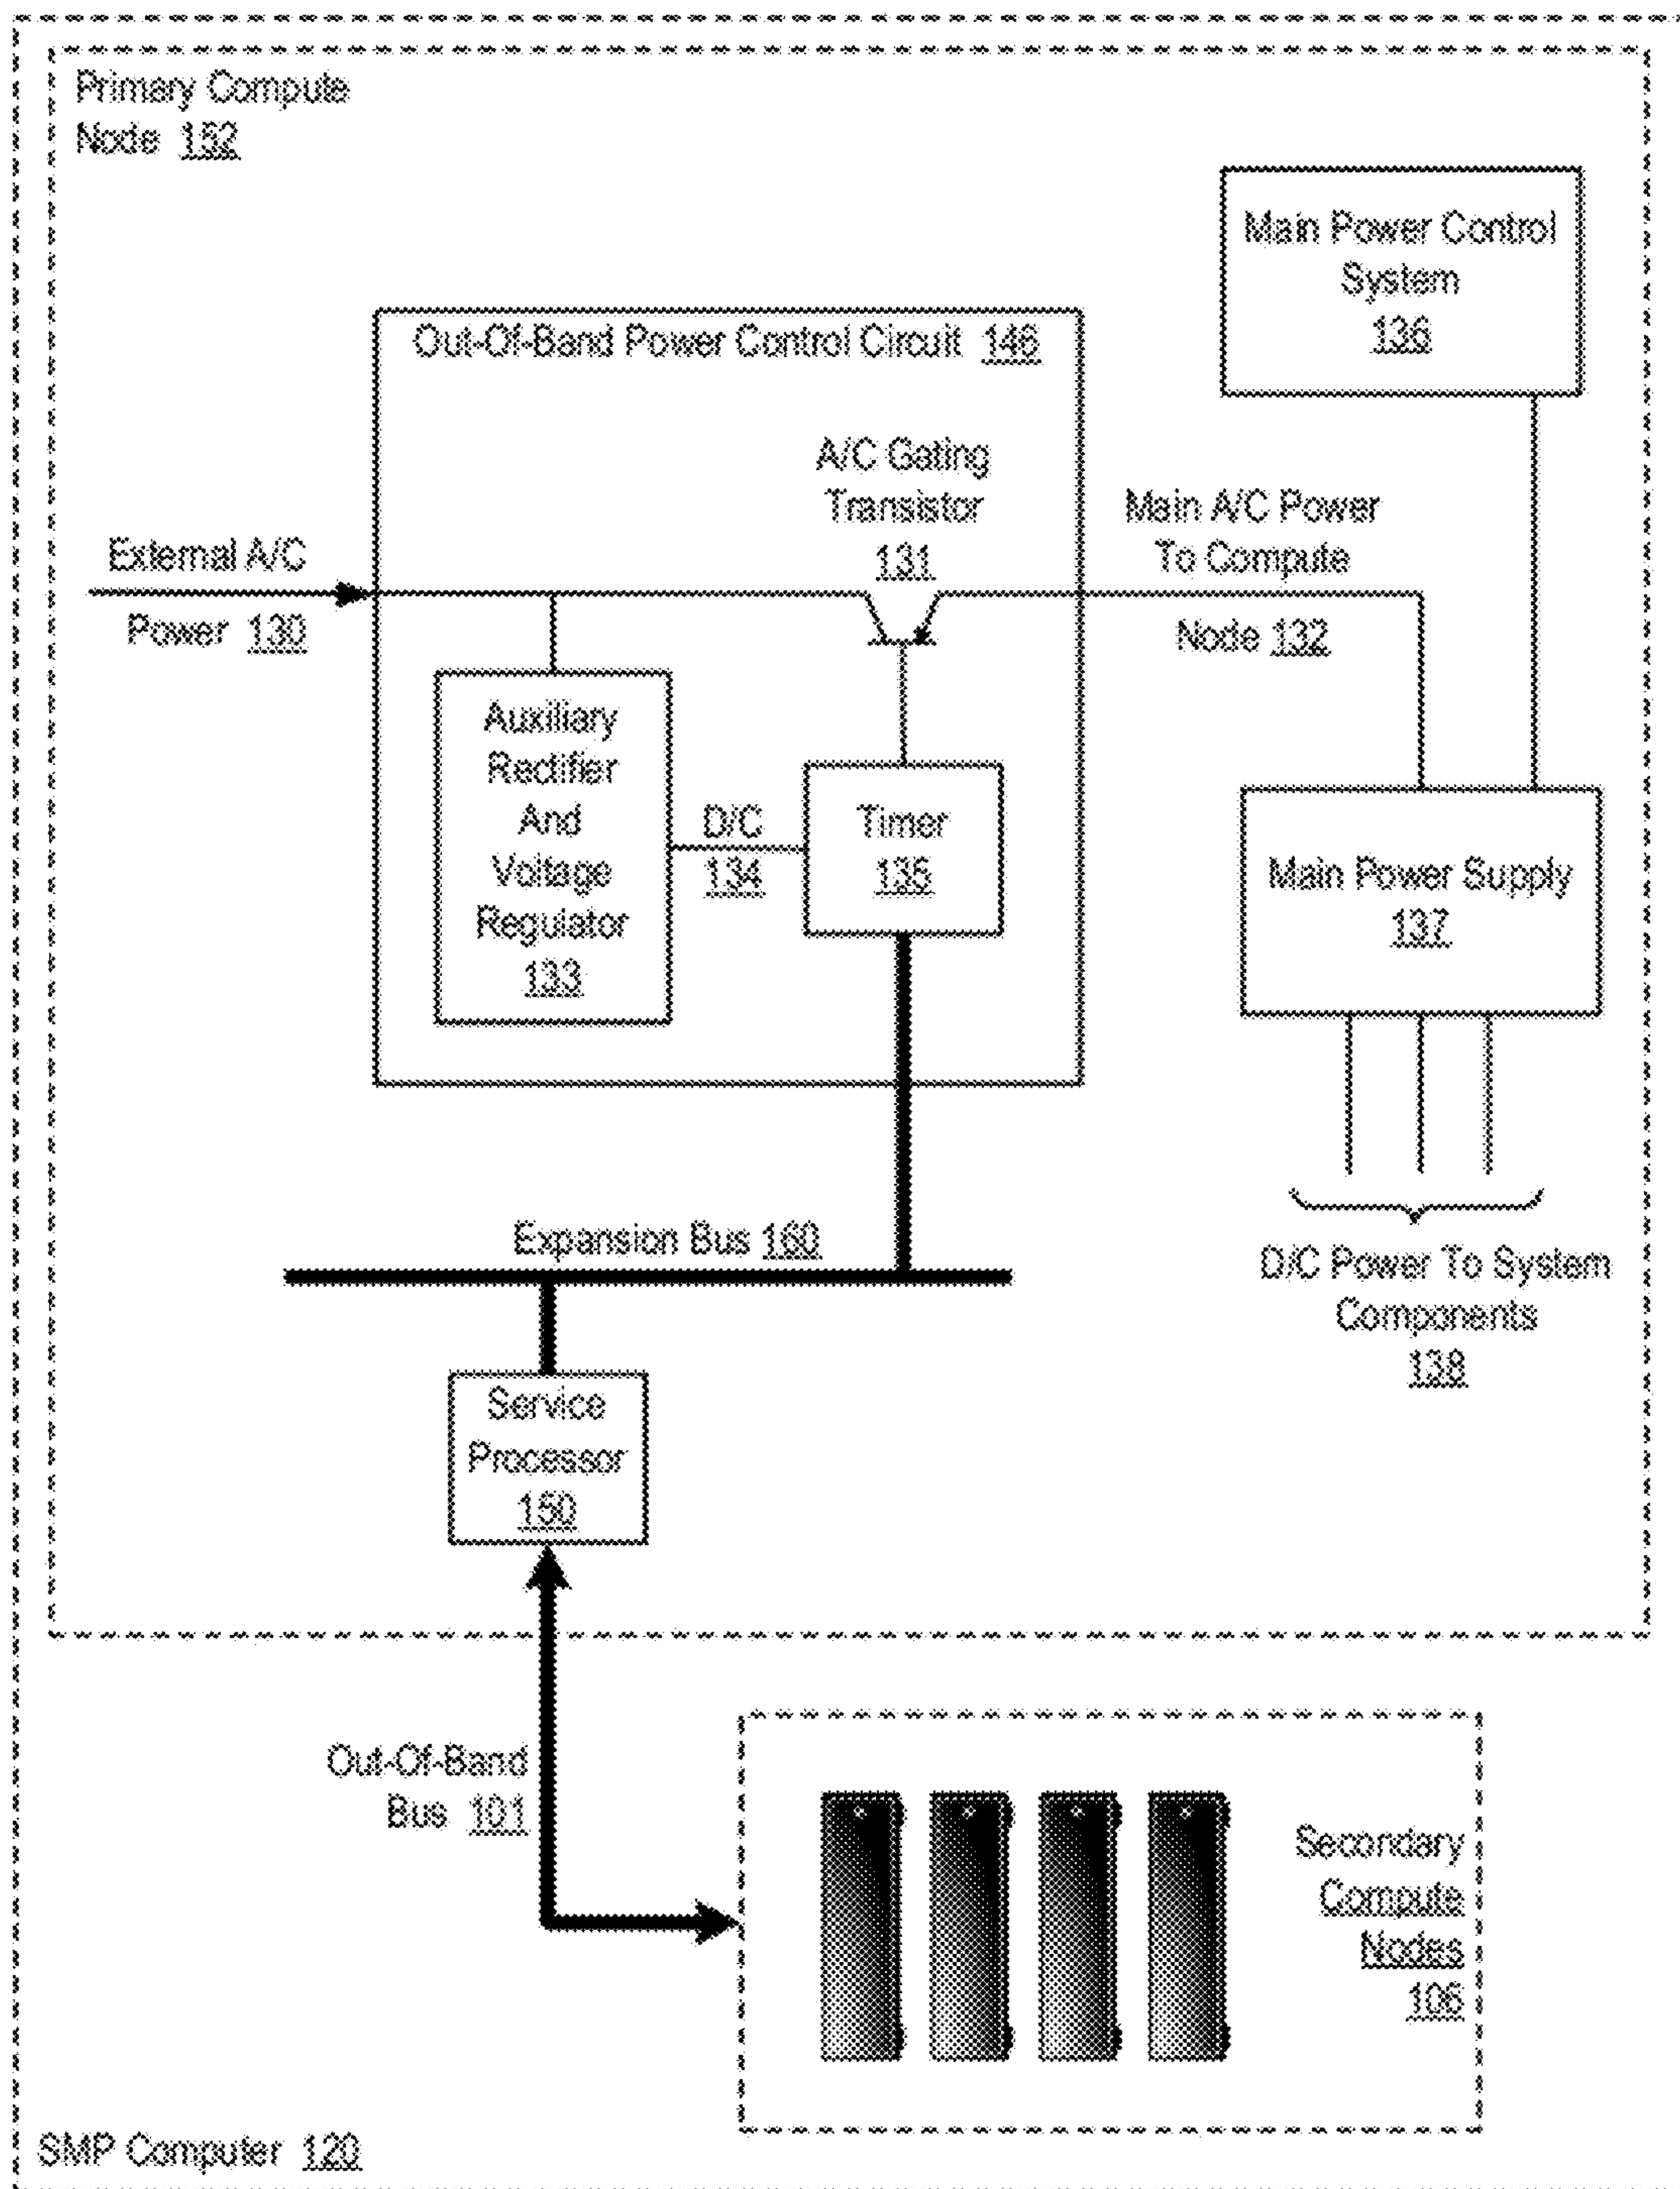 Primary Compute
Node 152
Main Power Control
System
136
Out-Of-Band Power Control Circuit 146
A/C Gating
Transistor
131
Main A/C Power
To Compute
Node 132
External A/C
Power 130
Auxiliary
Rectifier
And
Voltage
Regulator
133
D/C
134
Timer
135
Main Power Supply
137
D/C Power To System
Components
138
Expansion Bus 160
Service
Processor
150
Out-Of-Band
Bus 101
Secondary
Compute
Nodes
106
SMP Computer 120